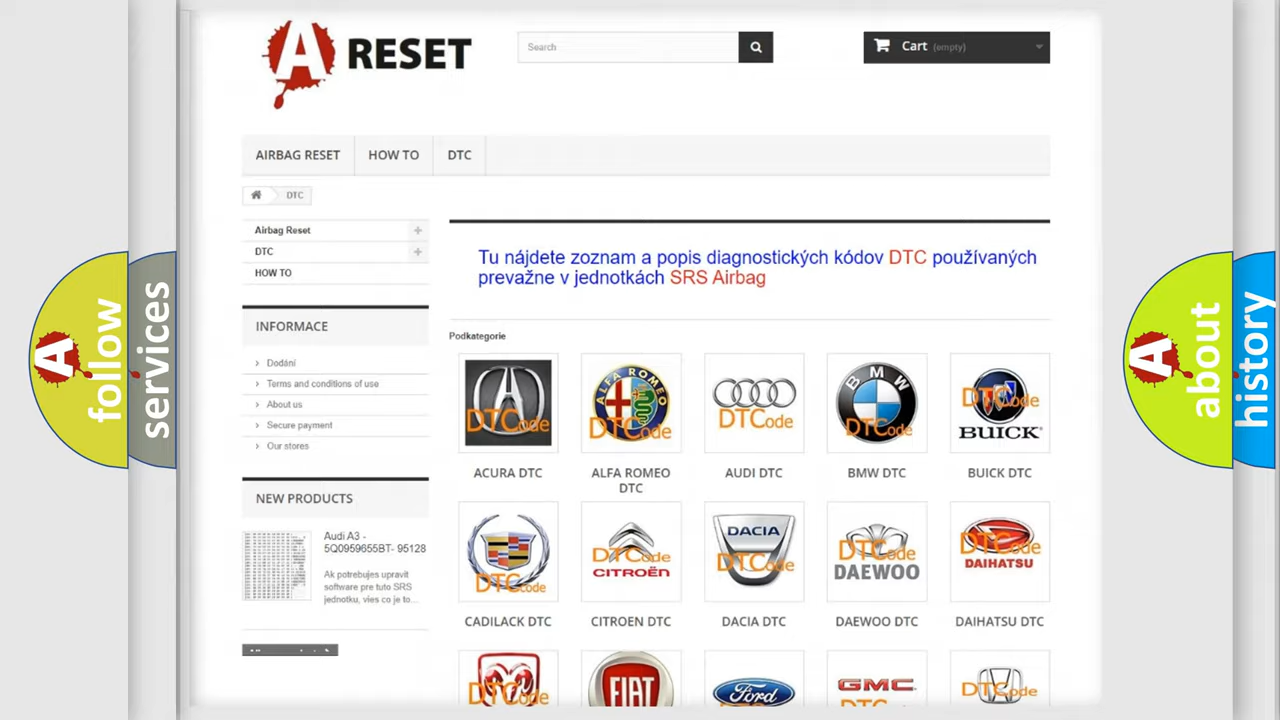 A RESET
Search
Cart (empty)
AIRBAG RESET
HOW TO
DTC
DTC
Airbag Reset
DTC
HOW TO
INFORMACE
Dodání
Terms and conditions of use
About us
Secure payment
Our stores
NEW PRODUCTS
Audi A3 -
5Q0959655BT- 95128
Ak potrebujes upravit
software pre tuto SRS
jednotku, vies co je to...
Tu nájdete zoznam a popis diagnostických kódov DTC používaných
prevažne v jednotkách SRS Airbag
Podkategorie
DTCode
ALFA ROMEO
DTCode
DTCode
BMW
DTCode
DTCode
BUICK
ACURA DTC
ALFA ROMEO
DTC
AUDI DTC
BMW DTC
BUICK DTC
DTCode
DTCode
CITROËN
DACIA
DTCode
DTCode
DAEWOO
DTCode
DAIHATSU
CADILACK DTC
CITROEN DTC
DACIA DTC
DAEWOO DTC
DAIHATSU DTC
DTCode
FIAT
Ford
GMC
DTCode
A follow
services
A about
history